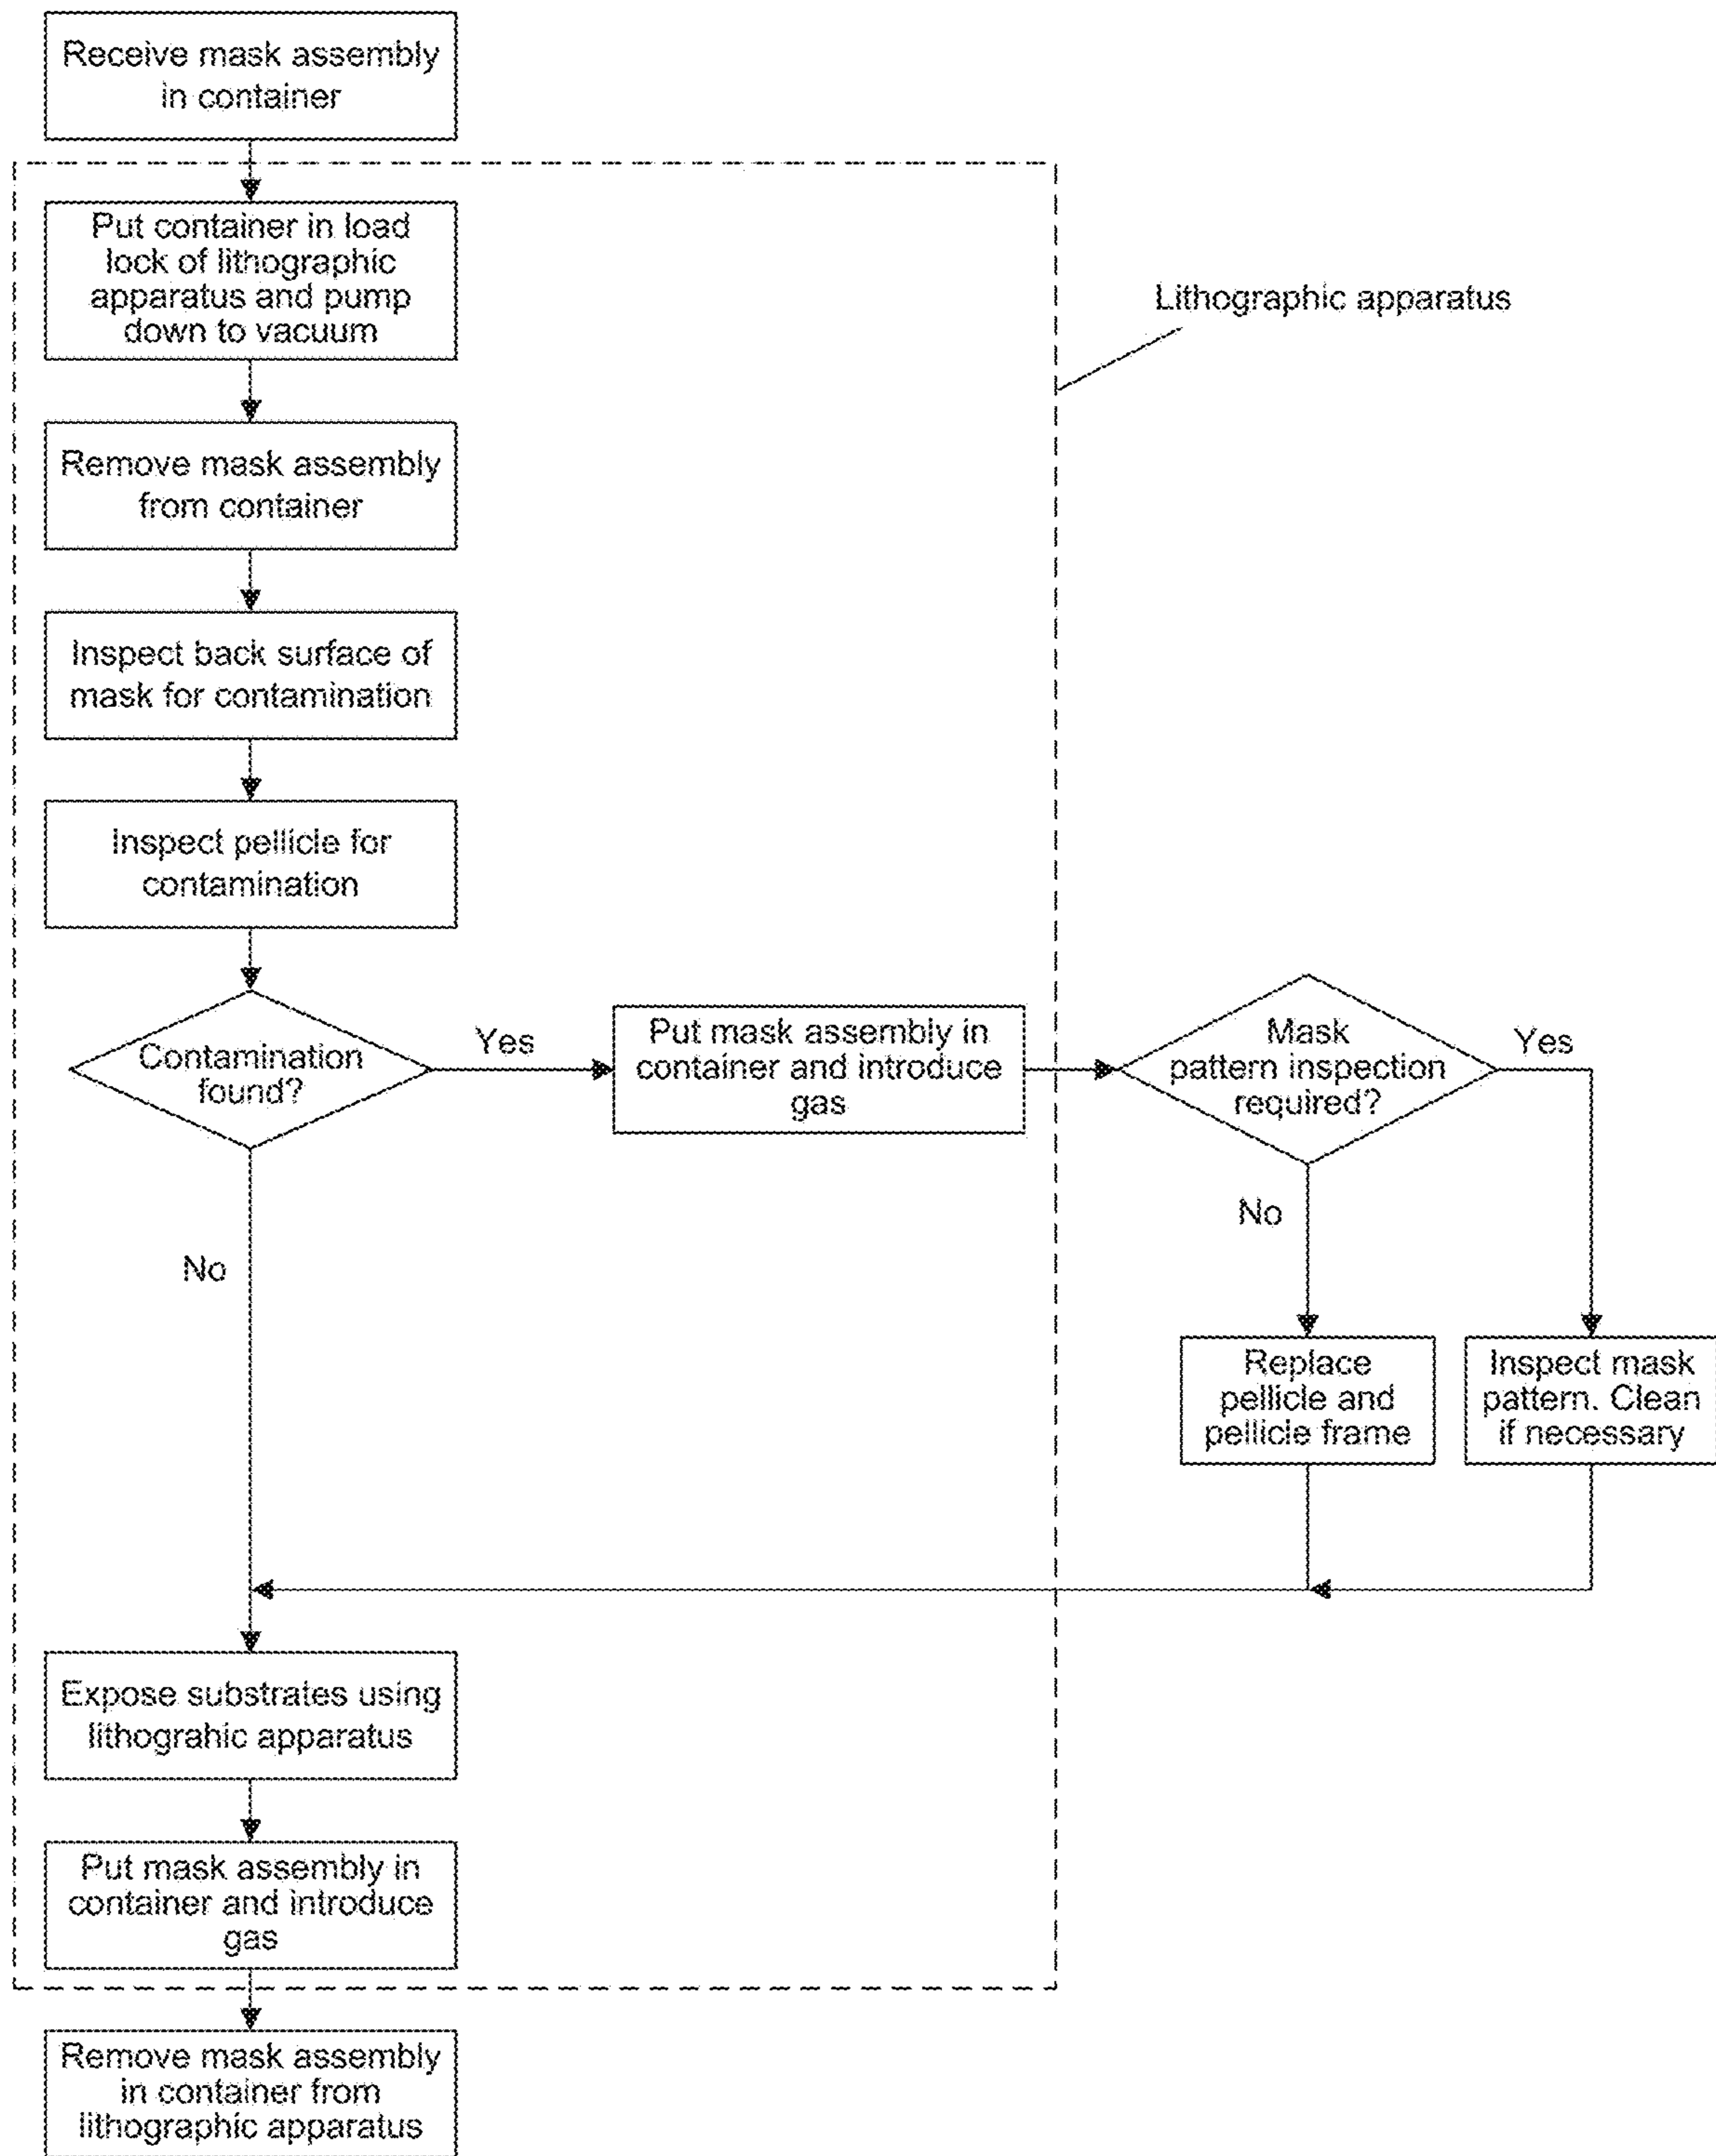 Receive mask assembly
in container
Put container in load
lock of lithographic
apparatus and pump
down to vacuum
Lithographic apparatus
Remove mask assembly
from container
Inspect back surface of
mask for contamination
Inspect pellicle for
contamination
Contamination
found?
Yes
Put mask assembly in
container and introduce
gas
Mask
pattern inspection
required?
Yes
No
No
Replace
pellicle and
pellicle frame
Inspect mask
pattern. Clean
if necessary
Expose substrates using
lithograhic apparatus
Put mask assembly in
container and introduce
gas
Remove mask assembly
in container from
lithographic apparatus